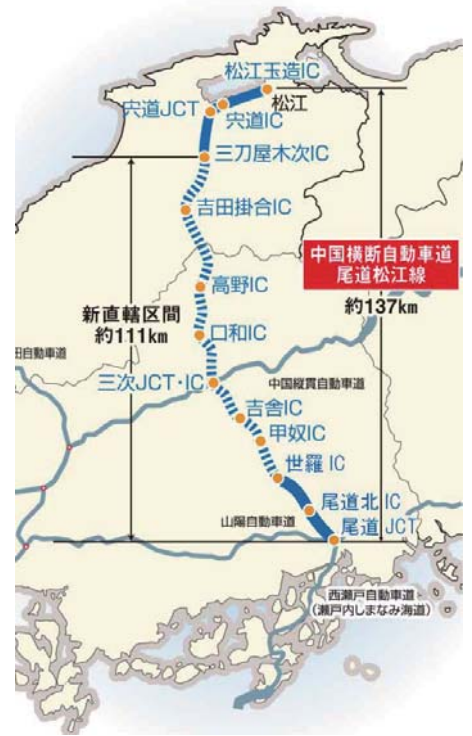 松江玉造IC
松江
宍道JCT
宍道IC
三刀屋木次IC
吉田掛合IC
中国横断自動車道
尾道松江線
約137km
高野IC
新直轄区間
約111km
口和IC
田自動車道
三次JCT・IC
中国縦貫自動車道
吉舎IC
甲奴IC
世羅 IC
尾道北 IC
山陽自動車道
尾道 JCT
西瀬戸自動車道
(瀬戸内しまなみ海道)